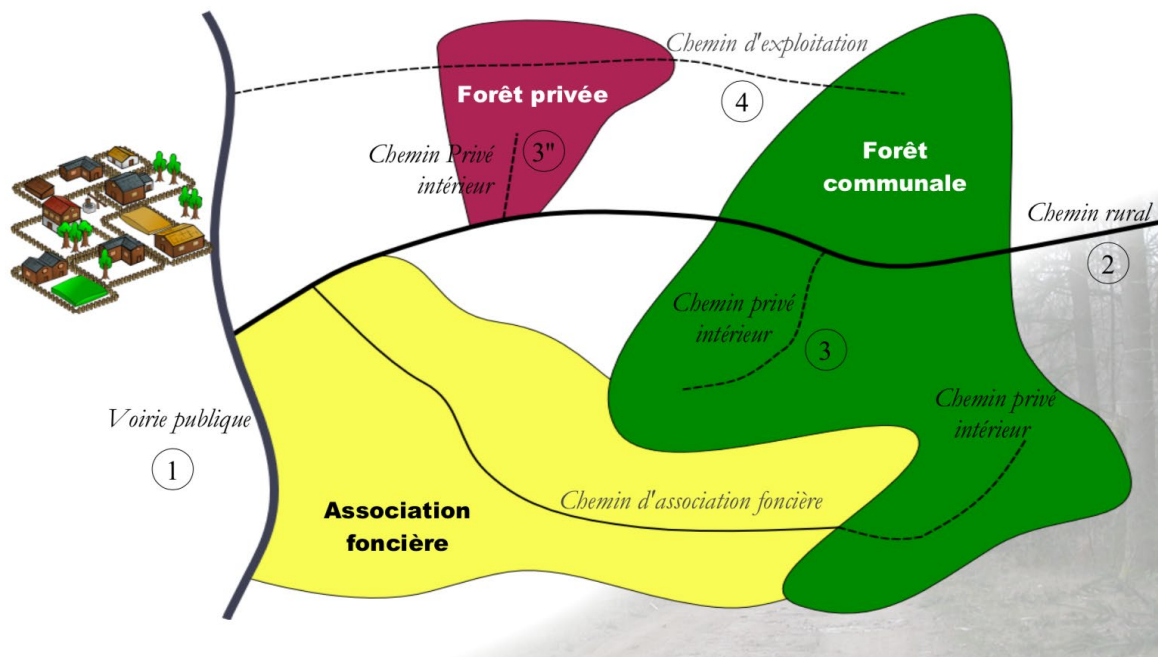 Chemin d'exploitation
4
Forêt privée
3"
Chemin Privé
intérieur
Forêt
communale
Chemin rural
2
Chemin privé
intérieur
3
Voirie publique
1
Chemin privé
intérieur
Chemin d'association foncière
Association
foncière